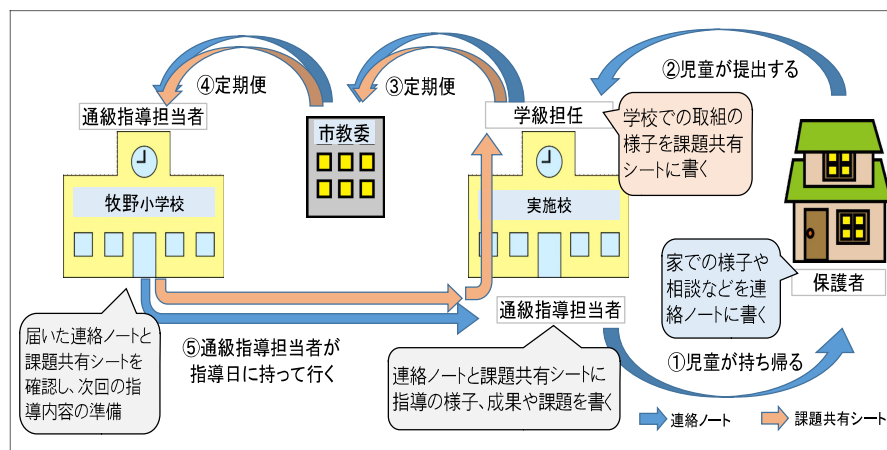 ④定期便
③定期便
②児童が提出する
通級指導担当者
市教委
学級担任
学校での取組の
様子を課題共有
シートに書く
牧野小学校
実施校
家での様子や
相談などを連
絡ノートに書く
保護者
通級指導担当者
届いた連絡ノートと
課題共有シートを
確認し、次回の指
導内容の準備
⑤通級指導担当者が
指導日に持って行く
連絡ノートと課題共有シートに
指導の様子、成果や課題を書く
①児童が持ち帰る
連絡ノート
課題共有シート